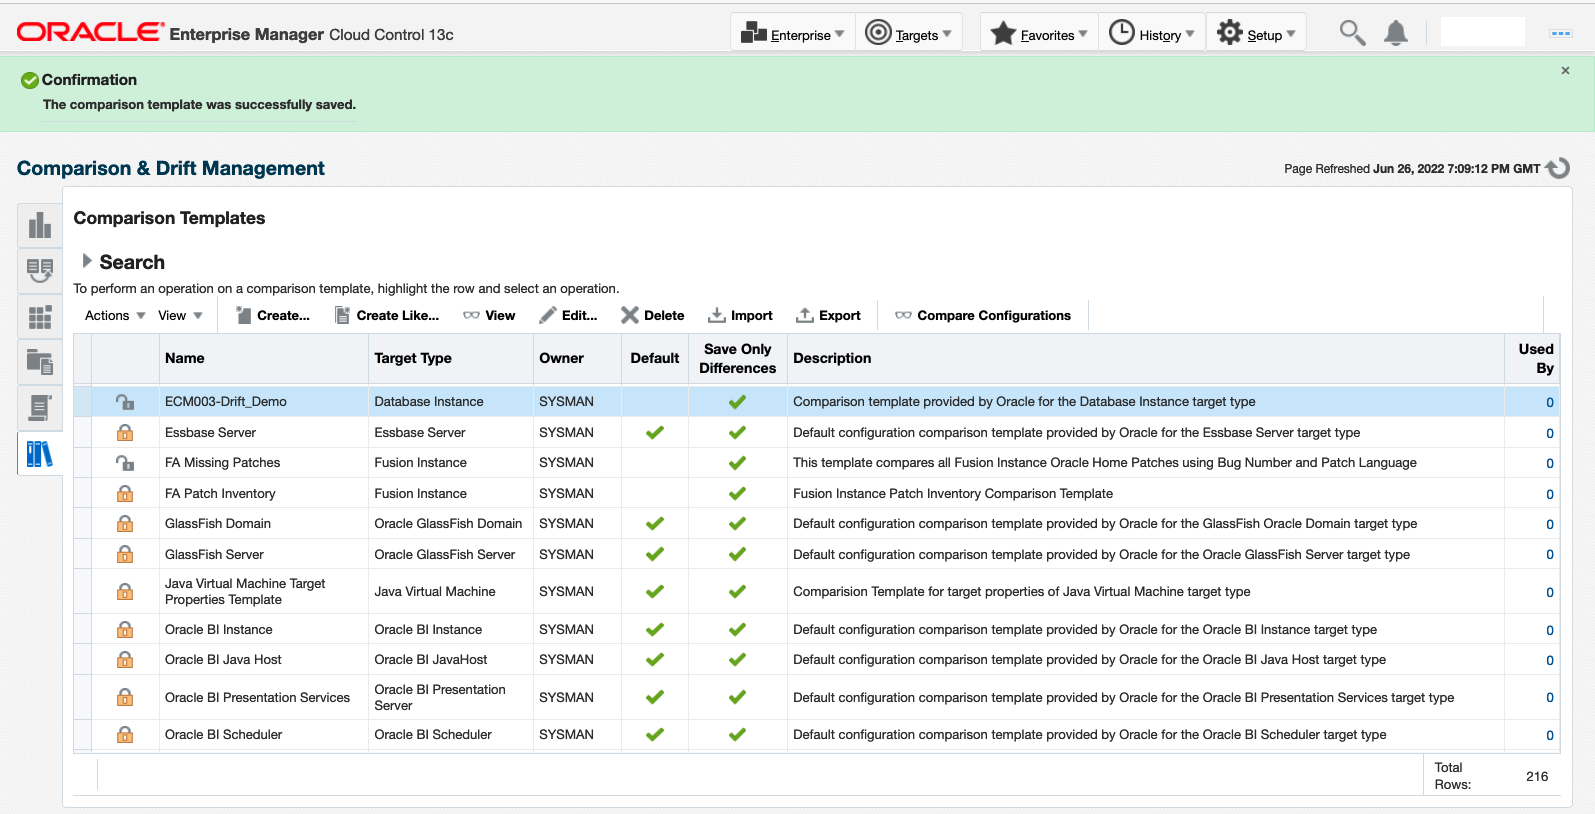 ORACLE® Enterprise Manager Cloud Control 13c
Enterprise Targets Favorites History Setup
Confirmation
The comparison template was successfully saved.
Comparison & Drift Management
Page Refreshed Jun 26, 2022 7:09:12 PM GMT
Comparison Templates
Search
To perform an operation on a comparison template, highlight the row and select an operation.
Actions View Create... Create Like... View Edit... Delete Import Export Compare Configurations
Name Target Type Owner Default Save Only Differences Description Used By
ECM003-Drift_Demo Database Instance SYSMAN Comparison template provided by Oracle for the Database Instance target type 0
Essbase Server Essbase Server SYSMAN Default configuration comparison template provided by Oracle for the Essbase Server target type 0
FA Missing Patches Fusion Instance SYSMAN This template compares all Fusion Instance Oracle Home Patches using Bug Number and Patch Language 0
FA Patch Inventory Fusion Instance SYSMAN Fusion Instance Patch Inventory Comparison Template 0
GlassFish Domain Oracle GlassFish Domain SYSMAN Default configuration comparison template provided by Oracle for the GlassFish Oracle Domain target type 0
GlassFish Server Oracle GlassFish Server SYSMAN Default configuration comparison template provided by Oracle for the Oracle GlassFish Server target type 0
Java Virtual Machine Target Properties Template Java Virtual Machine SYSMAN Comparision Template for target properties of Java Virtual Machine target type 0
Oracle BI Instance Oracle BI Instance SYSMAN Default configuration comparison template provided by Oracle for the Oracle BI Instance target type 0
Oracle BI Java Host Oracle BI JavaHost SYSMAN Default configuration comparison template provided by Oracle for the Oracle BI Java Host target type 0
Oracle BI Presentation Services Oracle BI Presentation Server SYSMAN Default configuration comparison template provided by Oracle for the Oracle BI Presentation Services target type 0
Oracle BI Scheduler Oracle BI Scheduler SYSMAN Default configuration comparison template provided by Oracle for the Oracle BI Scheduler target type 0
Total Rows: 216